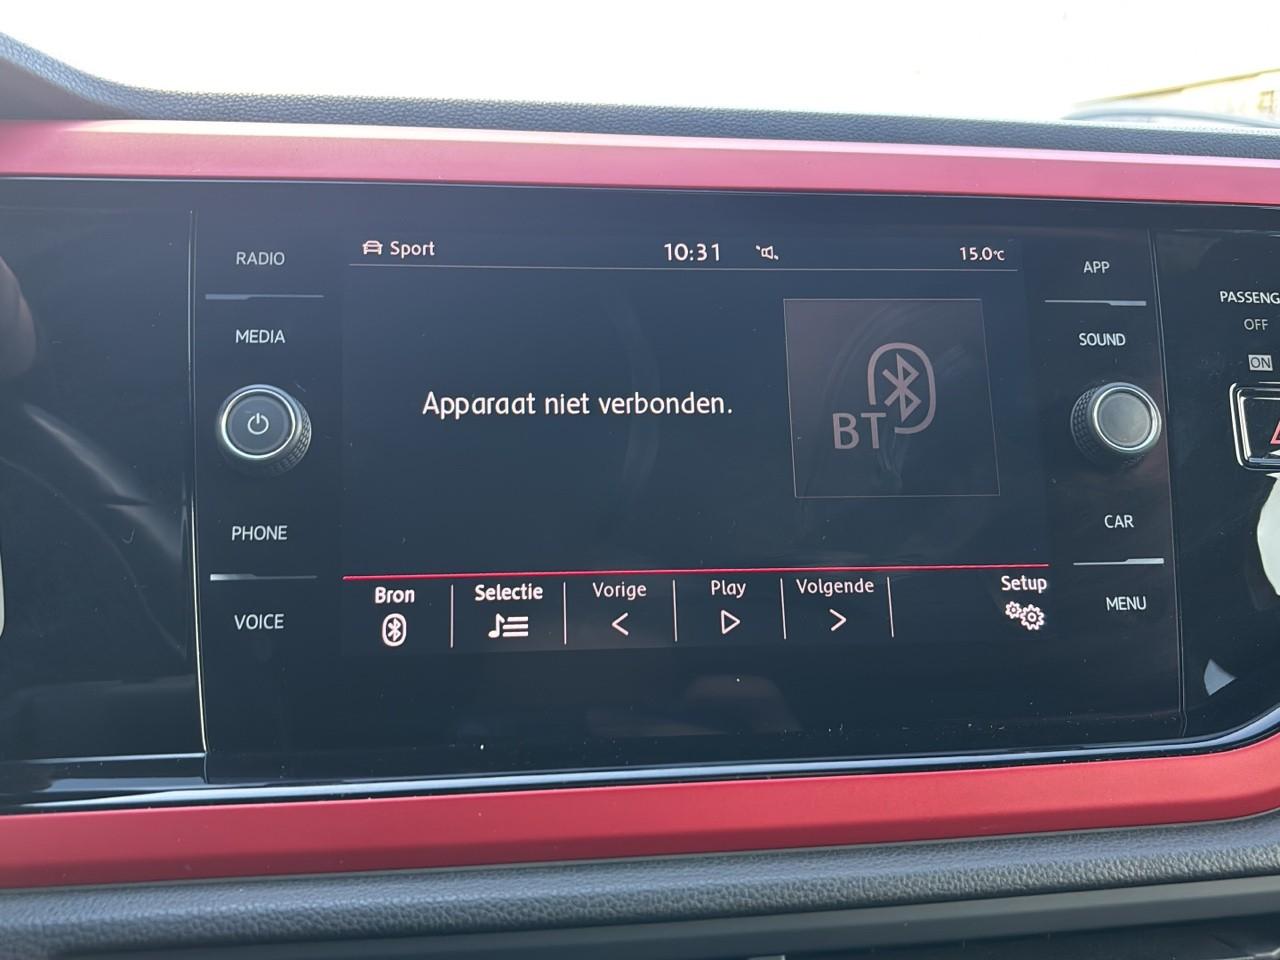 RADIO
MEDIA
PHONE
VOICE
Sport
10:31
15.0°C
Apparaat niet verbonden.
BT
Bron
Selectie
Vorige
Play
Volgende
Setup
APP
SOUND
CAR
MENU
PASSENG
OFF
ON